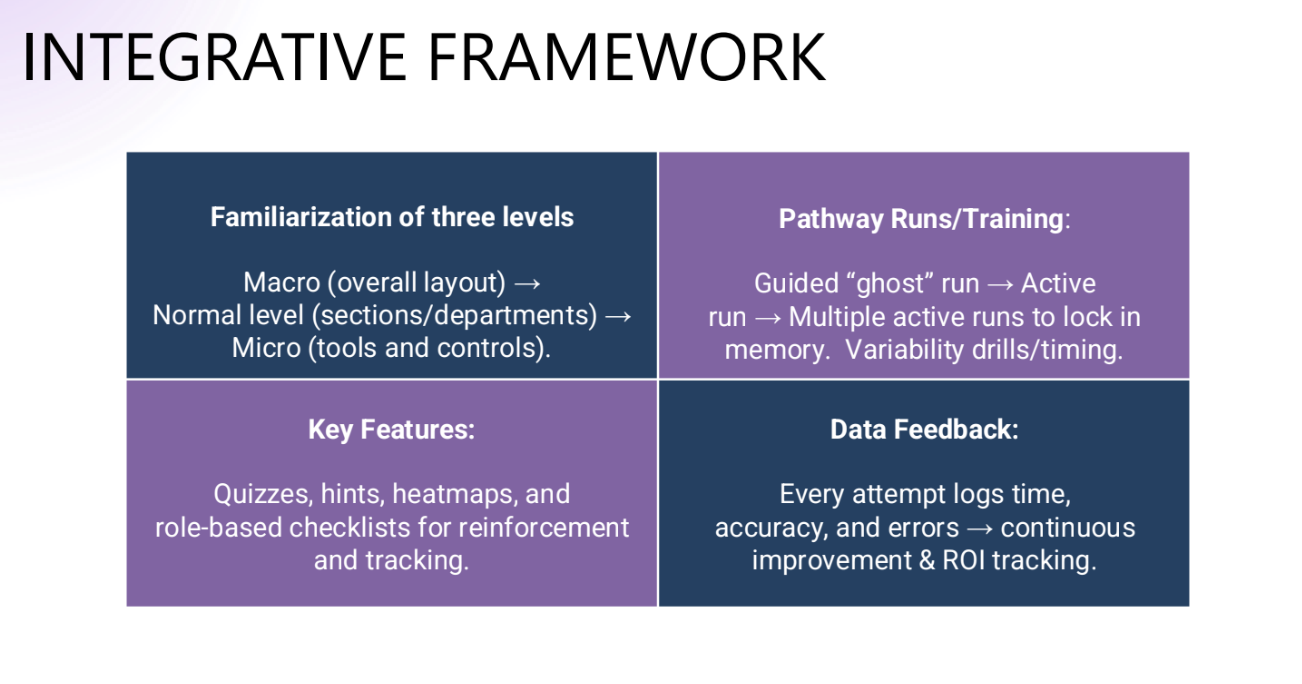 INTEGRATIVE FRAMEWORK
Familiarization of three levels
Macro (overall layout) →
Normal level (sections/departments) →
Micro (tools and controls).
Pathway Runs/Training:
Guided “ghost” run → Active
run → Multiple active runs to lock in
memory.  Variability drills/timing.
Key Features:
Quizzes, hints, heatmaps, and
role-based checklists for reinforcement
and tracking.
Data Feedback:
Every attempt logs time,
accuracy, and errors → continuous
improvement & ROI tracking.